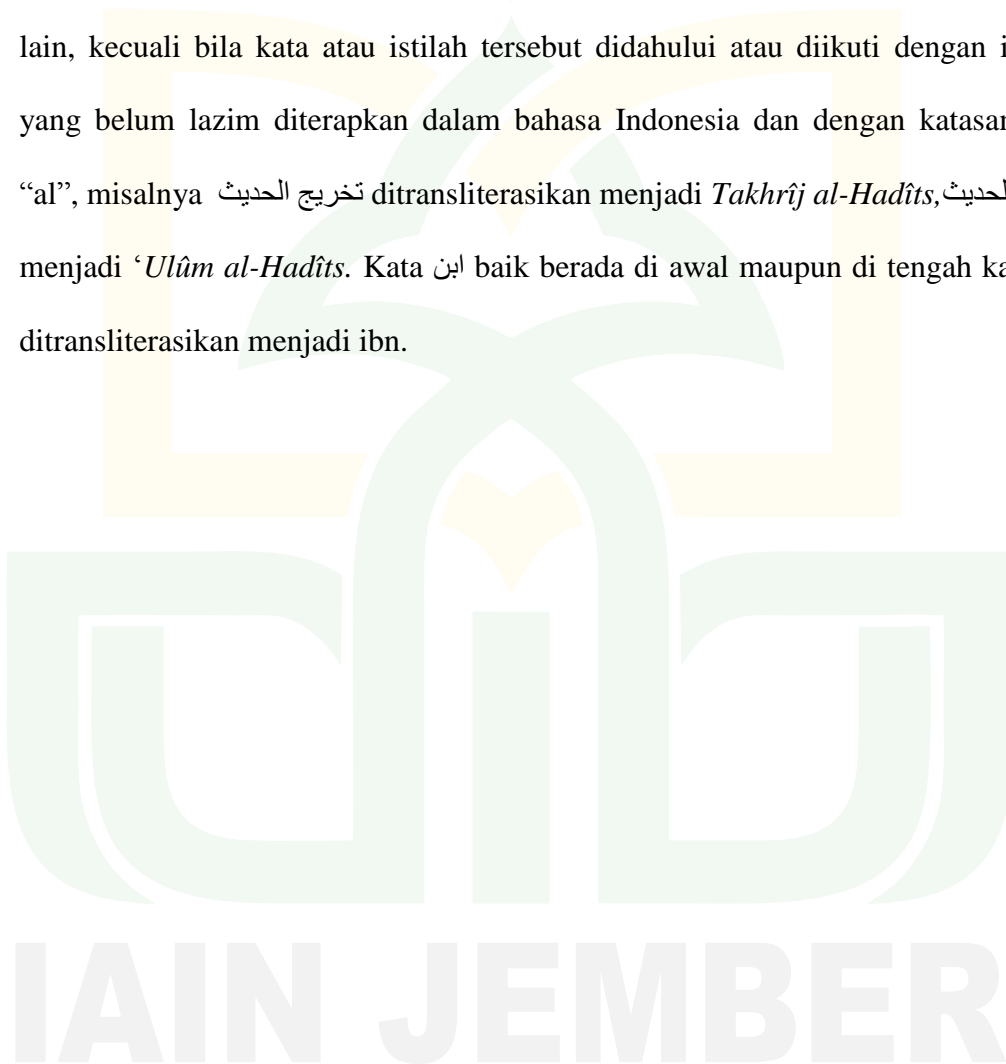 lain, kecuali bila kata atau istilah tersebut didahului atau diikuti dengan
yang belum lazim diterapkan dalam bahasa Indonesia dan dengan
“al”, misalnya تخريج الحديث ditransliterasikan menjadi Takhrîj al-Hadîts, الحديث
menjadi ‘Ulûm al-Hadîts. Kata ابن baik berada di awal maupun di tengah
ditransliterasikan menjadi ibn.
IAIN JEMBER